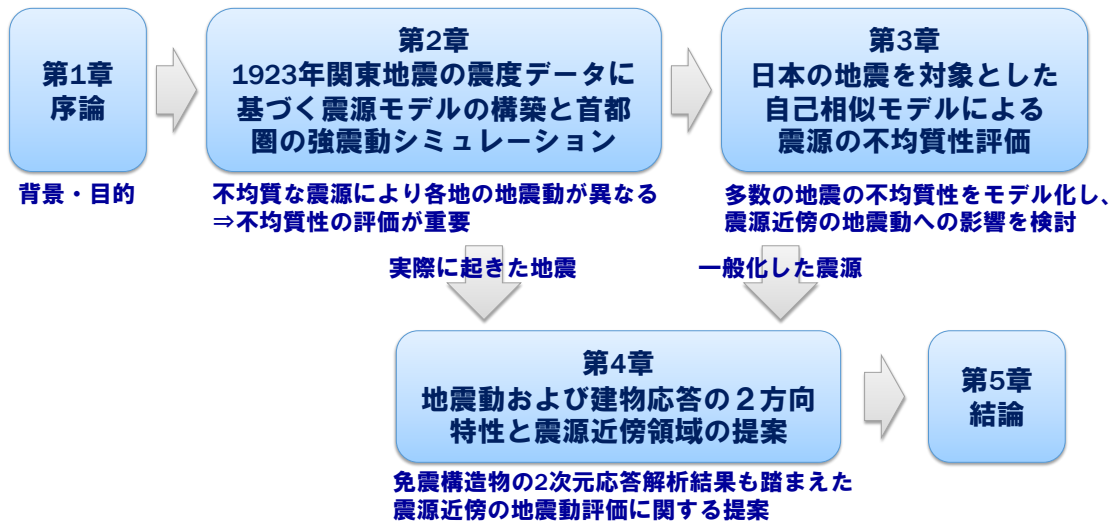 第1章
序論
第2章
1923年関東地震の震度データに
基づく震源モデルの構築と首都
圏の強震動シミュレーション
第3章
日本の地震を対象とした
自己相似モデルによる
震源の不均質性評価
背景・目的
不均質な震源により各地の地震動が異なる
⇒不均質性の評価が重要
多数の地震の不均質性をモデル化し、
震源近傍の地震動への影響を検討
実際に起きた地震
一般化した震源
第4章
地震動および建物応答の２方向
特性と震源近傍領域の提案
第5章
結論
免震構造物の2次元応答解析結果も踏まえた
震源近傍の地震動評価に関する提案